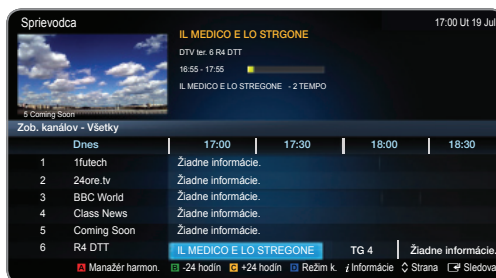 Sprievodca
17:00 Ut 19 Jul
IL MEDICO E LO STRGONE
DTV ter. 6 R4 DTT
16:55 - 17:55
IL MEDICO E LO STREGONE - 2 TEMPO
5 Coming Soon
Zob. kanálov - Všetky
Dnes 17:00 17:30 18:00 18:30
1 1futech Žiadne informácie.
2 24ore.tv Žiadne informácie.
3 BBC World Žiadne informácie.
4 Class News Žiadne informácie.
5 Coming Soon Žiadne informácie.
6 R4 DTT IL MEDICO E LO STREGONE TG 4 Žiadne informácie.
A Manažér harmon. B -24 hodín C +24 hodín D Režim k. i Informácie Strana Sledova